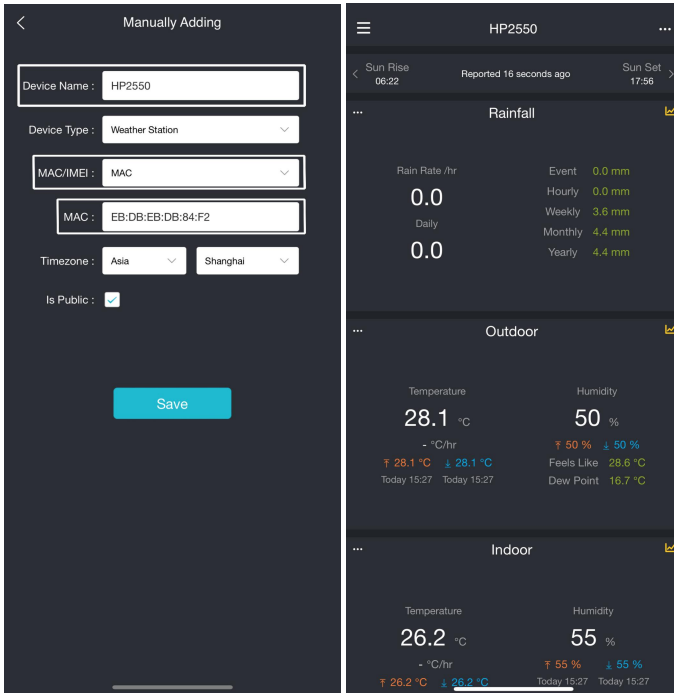 Manually Adding
Device Name : HP2550
Device Type : Weather Station
MAC/IMEI : MAC
MAC : EB:DB:EB:DB:84:F2
Timezone : Asia Shanghai
Is Public :
Save
HP2550
Sun Rise
06:22
Reported 16 seconds ago
Sun Set
17:56
Rainfall
Rain Rate /hr
0.0
Daily
0.0
Event 0.0 mm
Hourly 0.0 mm
Weekly 3.6 mm
Monthly 4.4 mm
Yearly 4.4 mm
Outdoor
Temperature
28.1 °C
- °C/hr
28.1 °C 28.1 °C
Today 15:27 Today 15:27
Humidity
50 %
50 % 50 %
Feels Like 28.6 °C
Dew Point 16.7 °C
Indoor
Temperature
26.2 °C
- °C/hr
26.2 °C 26.2 °C
Humidity
55 %
55 % 55 %
Today 15:27 Today 15:27